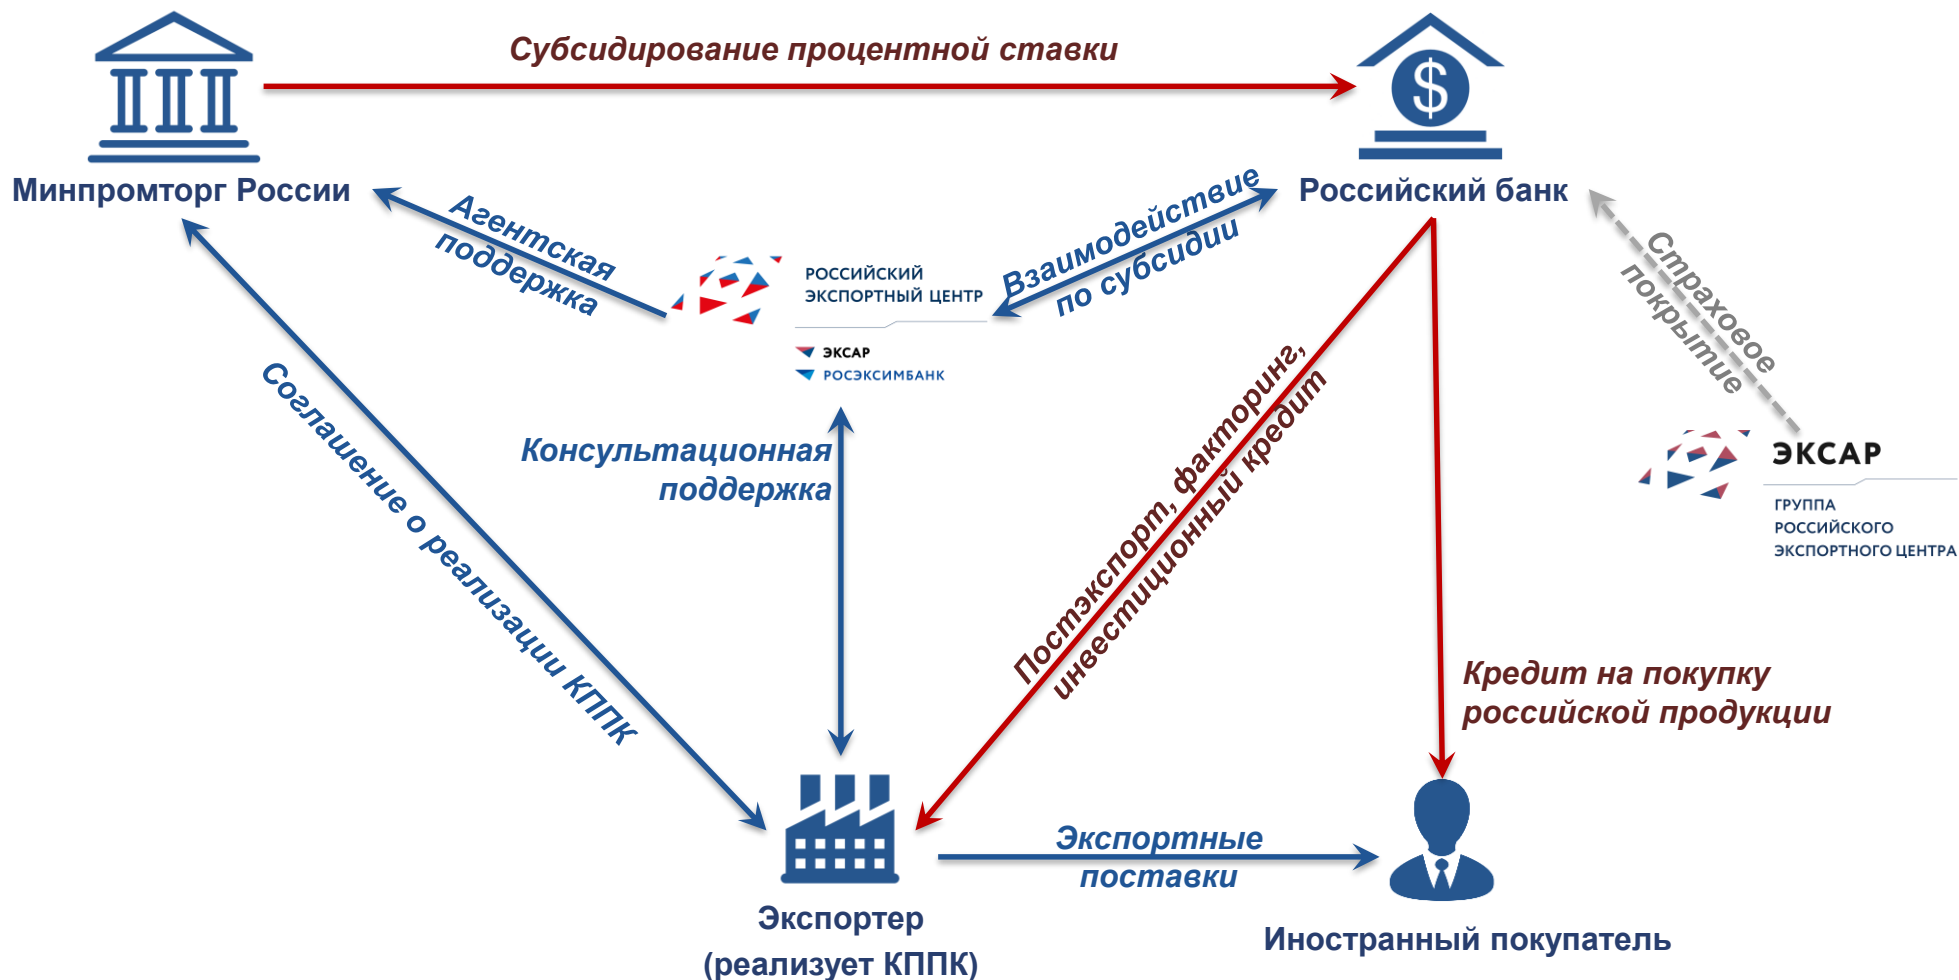 Субсидирование процентной ставки
$
Минпромторг России
Российский банк
Агентская
поддержка
РОССИЙСКИЙ
ЭКСПОРТНЫЙ ЦЕНТР
ЭКСАР
РОСЭКСИМБАНК
Взаимодействие
по субсидии
Страховое
покрытие
Соглашение о реализации КППК
Консультационная
поддержка
Постэкспорт, факторинг,
инвестиционный кредит
ЭКСАР
ГРУППА
РОССИЙСКОГО
ЭКСПОРТНОГО ЦЕНТРА
Кредит на покупку
российской продукции
Экспортные
поставки
Экспортер
(реализует КППК)
Иностранный покупатель